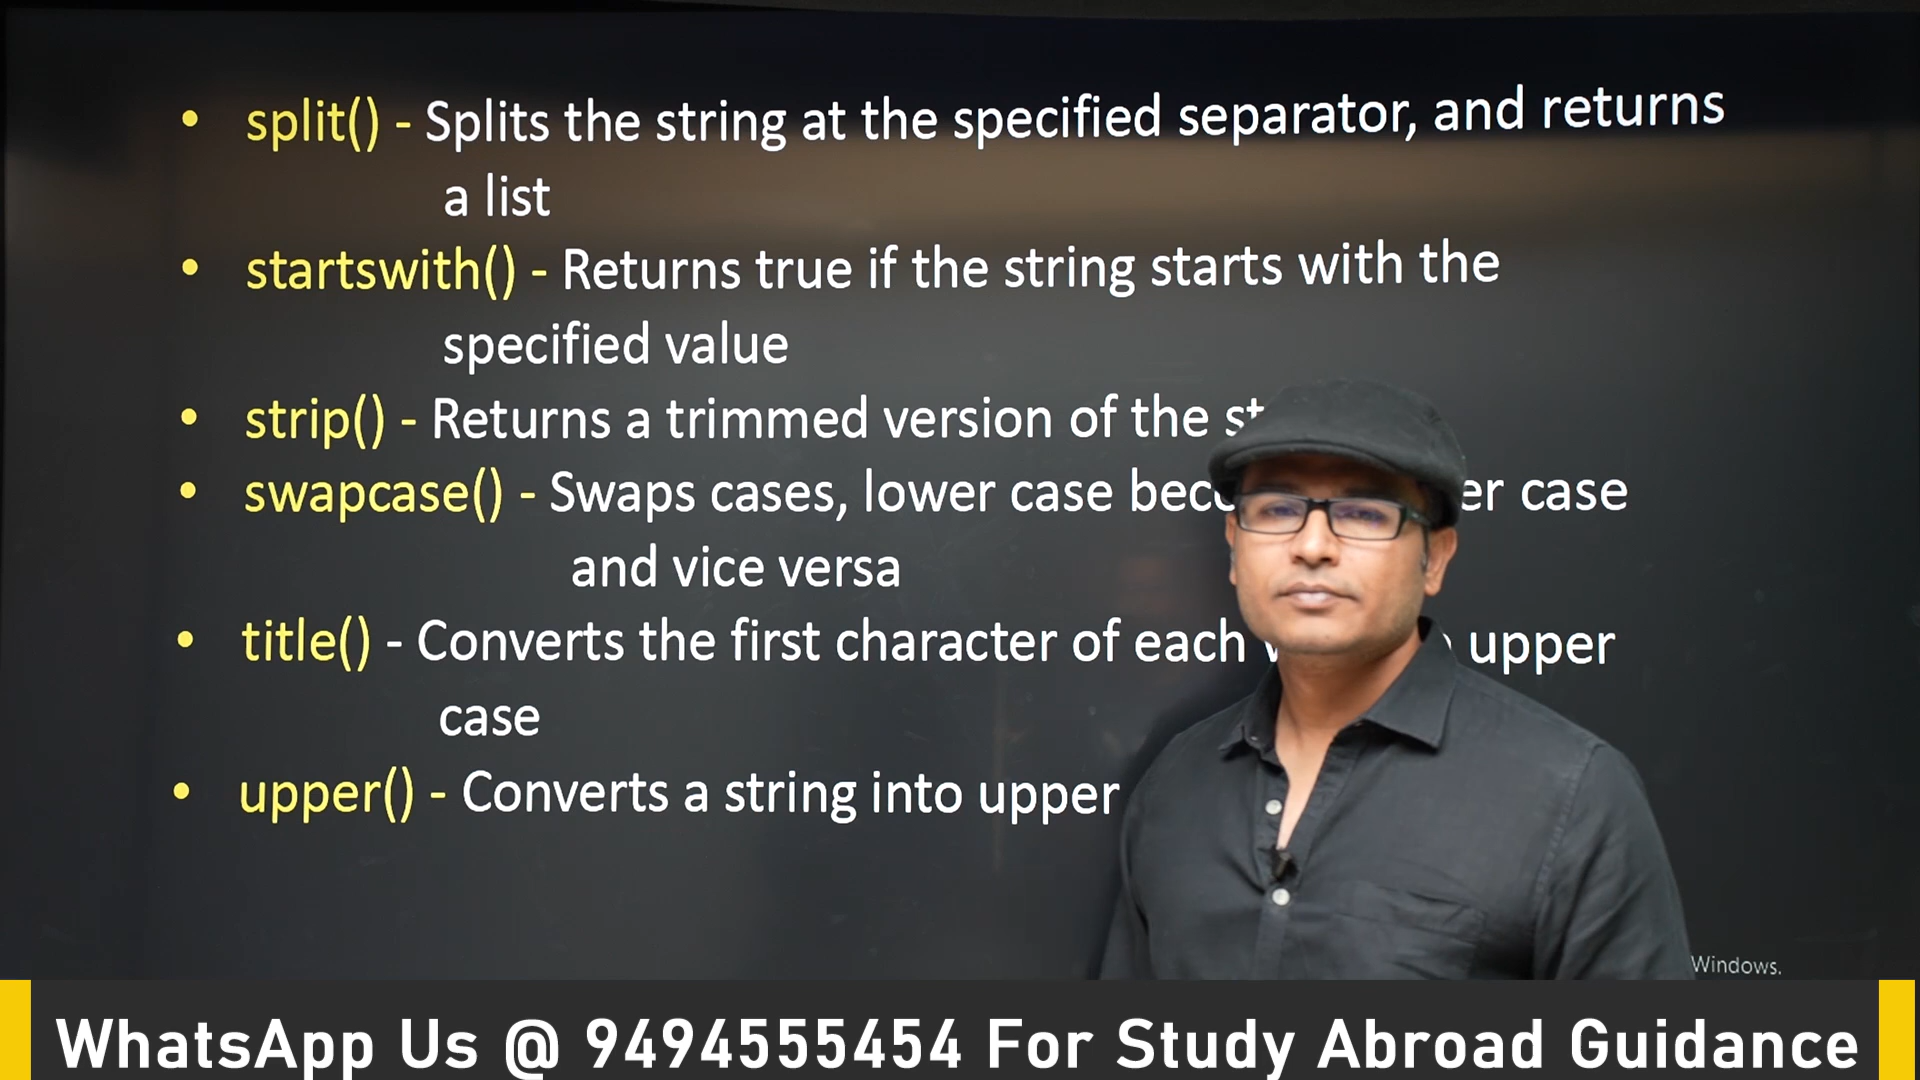 • split() - Splits the string at the specified separator, and returns
a list
• startswith() - Returns true if the string starts with the
specified value
• strip() - Returns a trimmed version of the
• swapcase() - Swaps cases, lower case case
and vice versa
• title() - Converts the first character of each upper
case
• upper() - Converts a string into upper
Windows.
WhatsApp Us @ 9494555454 For Study Abroad Guidance